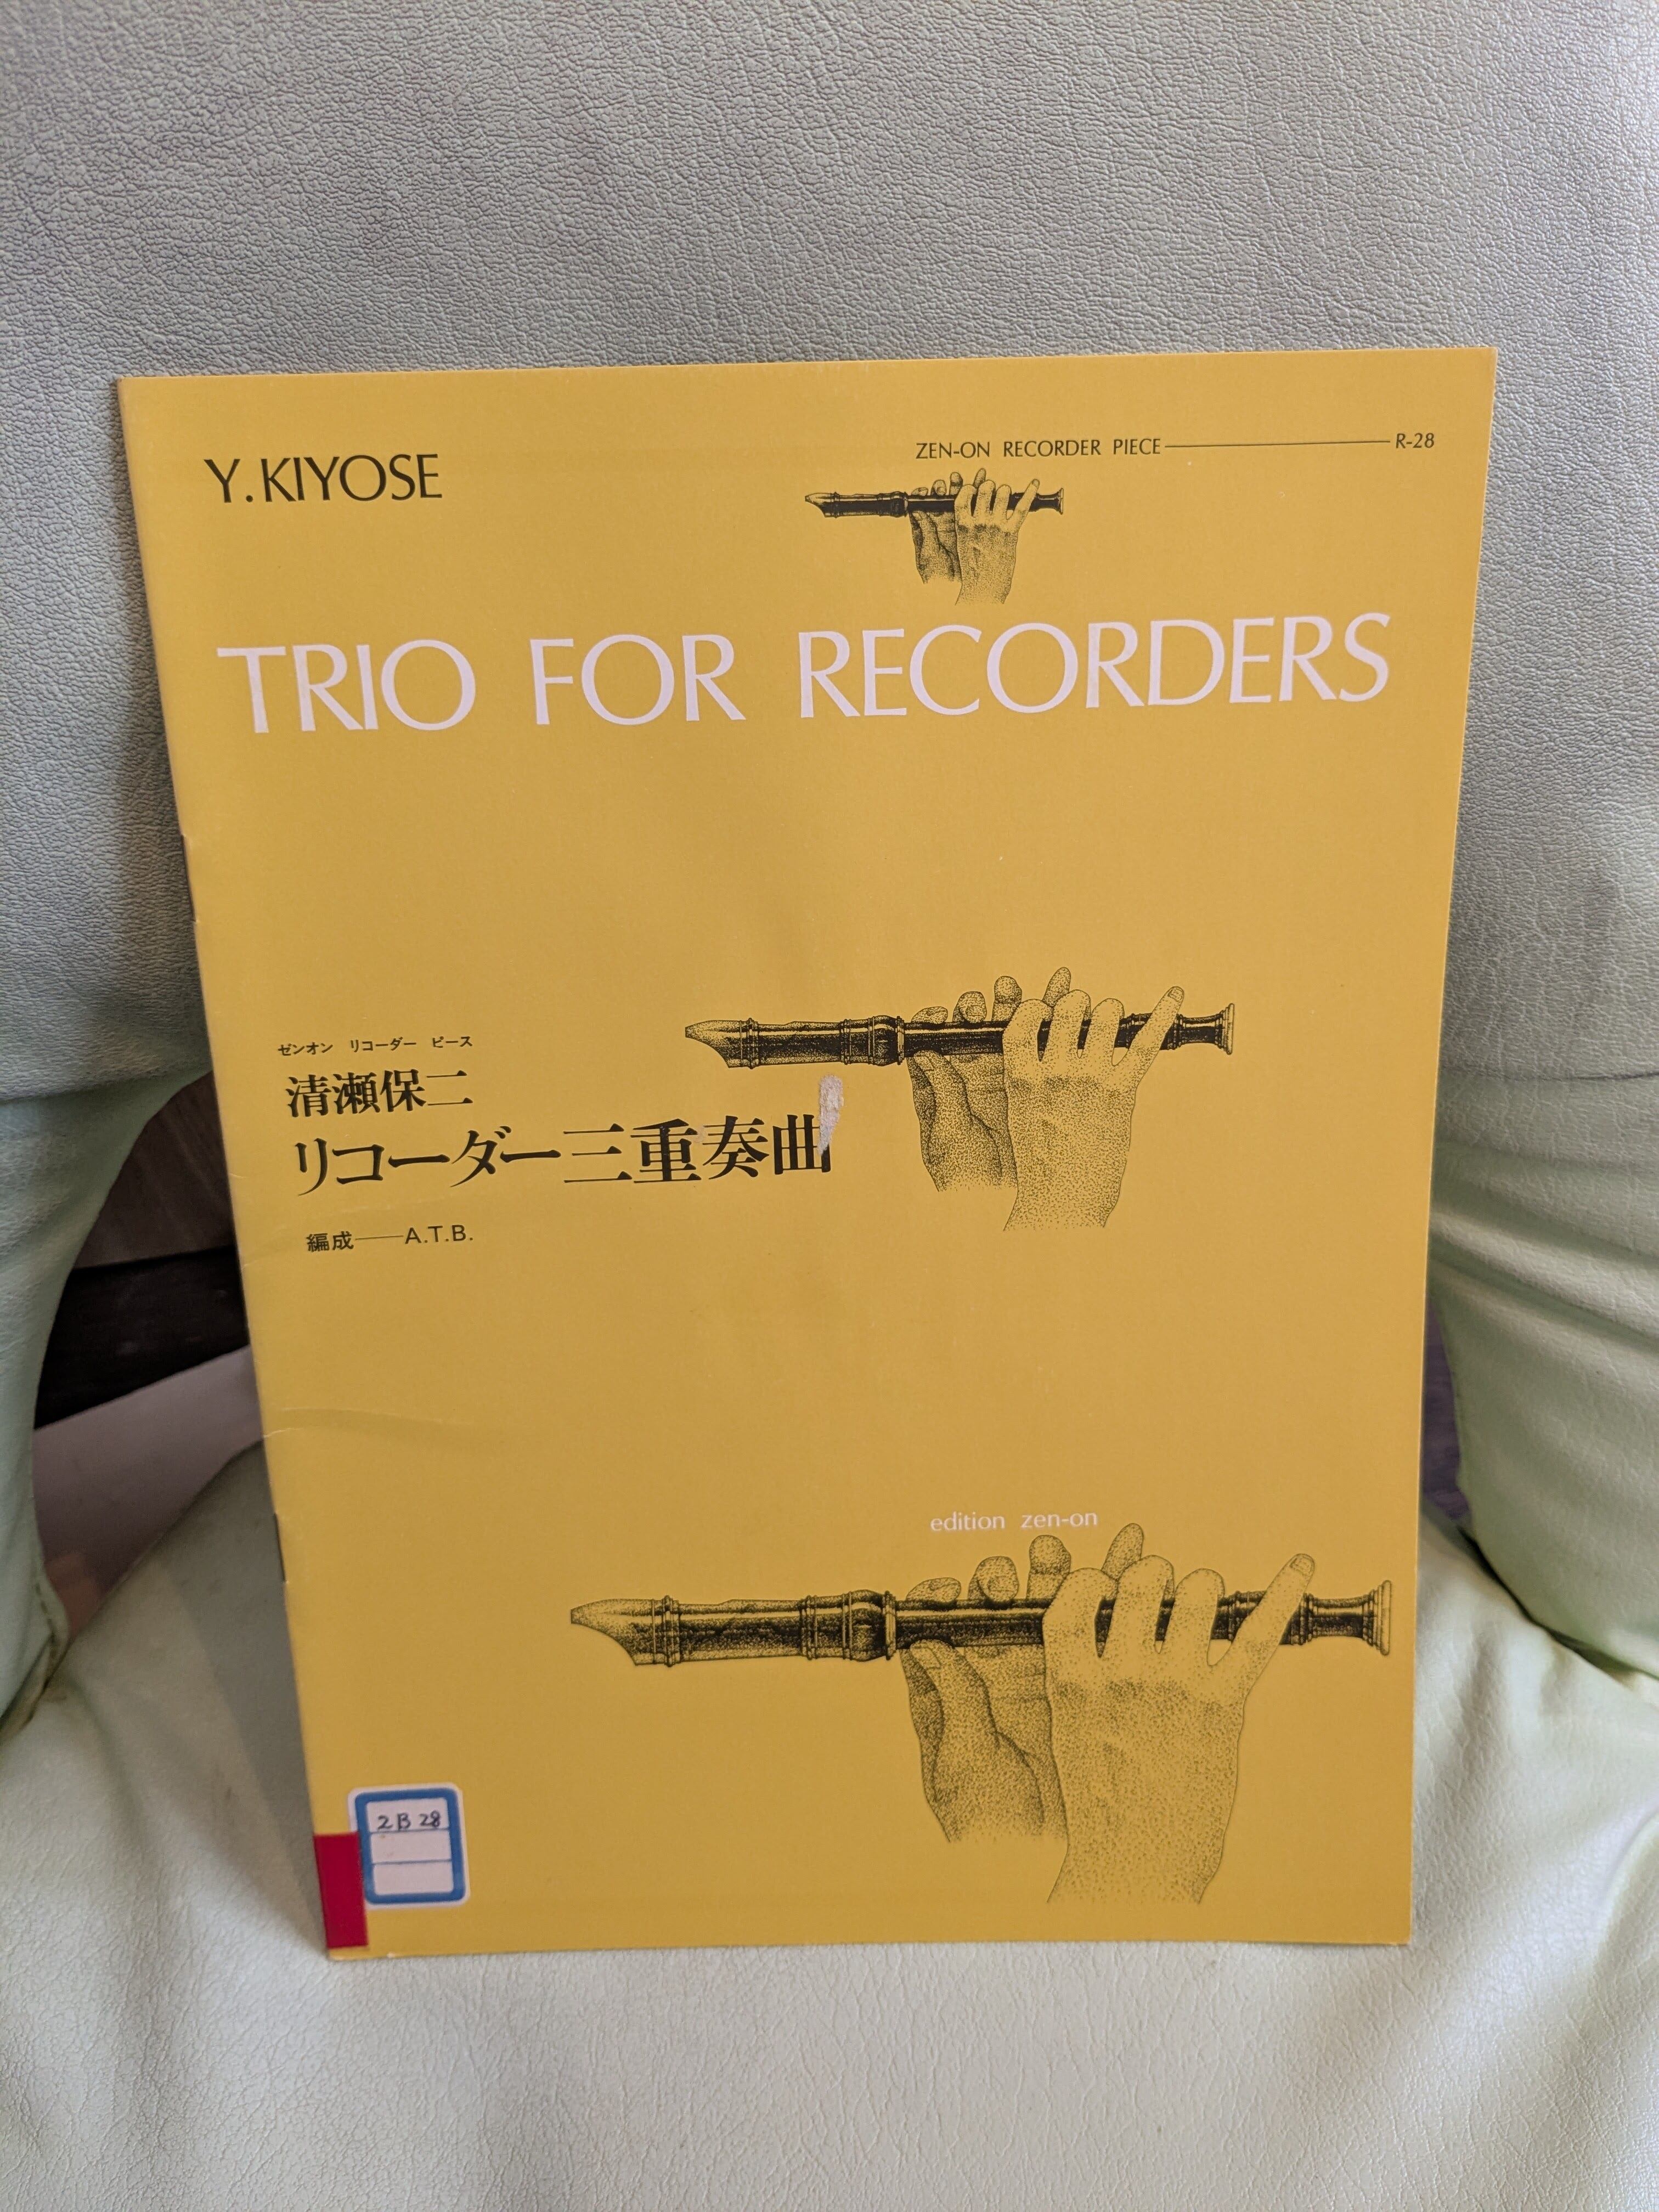 Y.KIYOSE
ZEN-ON RECORDER PIECE
R-28
TRIO FOR RECORDERS
ゼンオン リコーダー ピース
清瀬保二
リコーダー三重奏曲
編成——A.T.B.
edition zen-on
2B 28